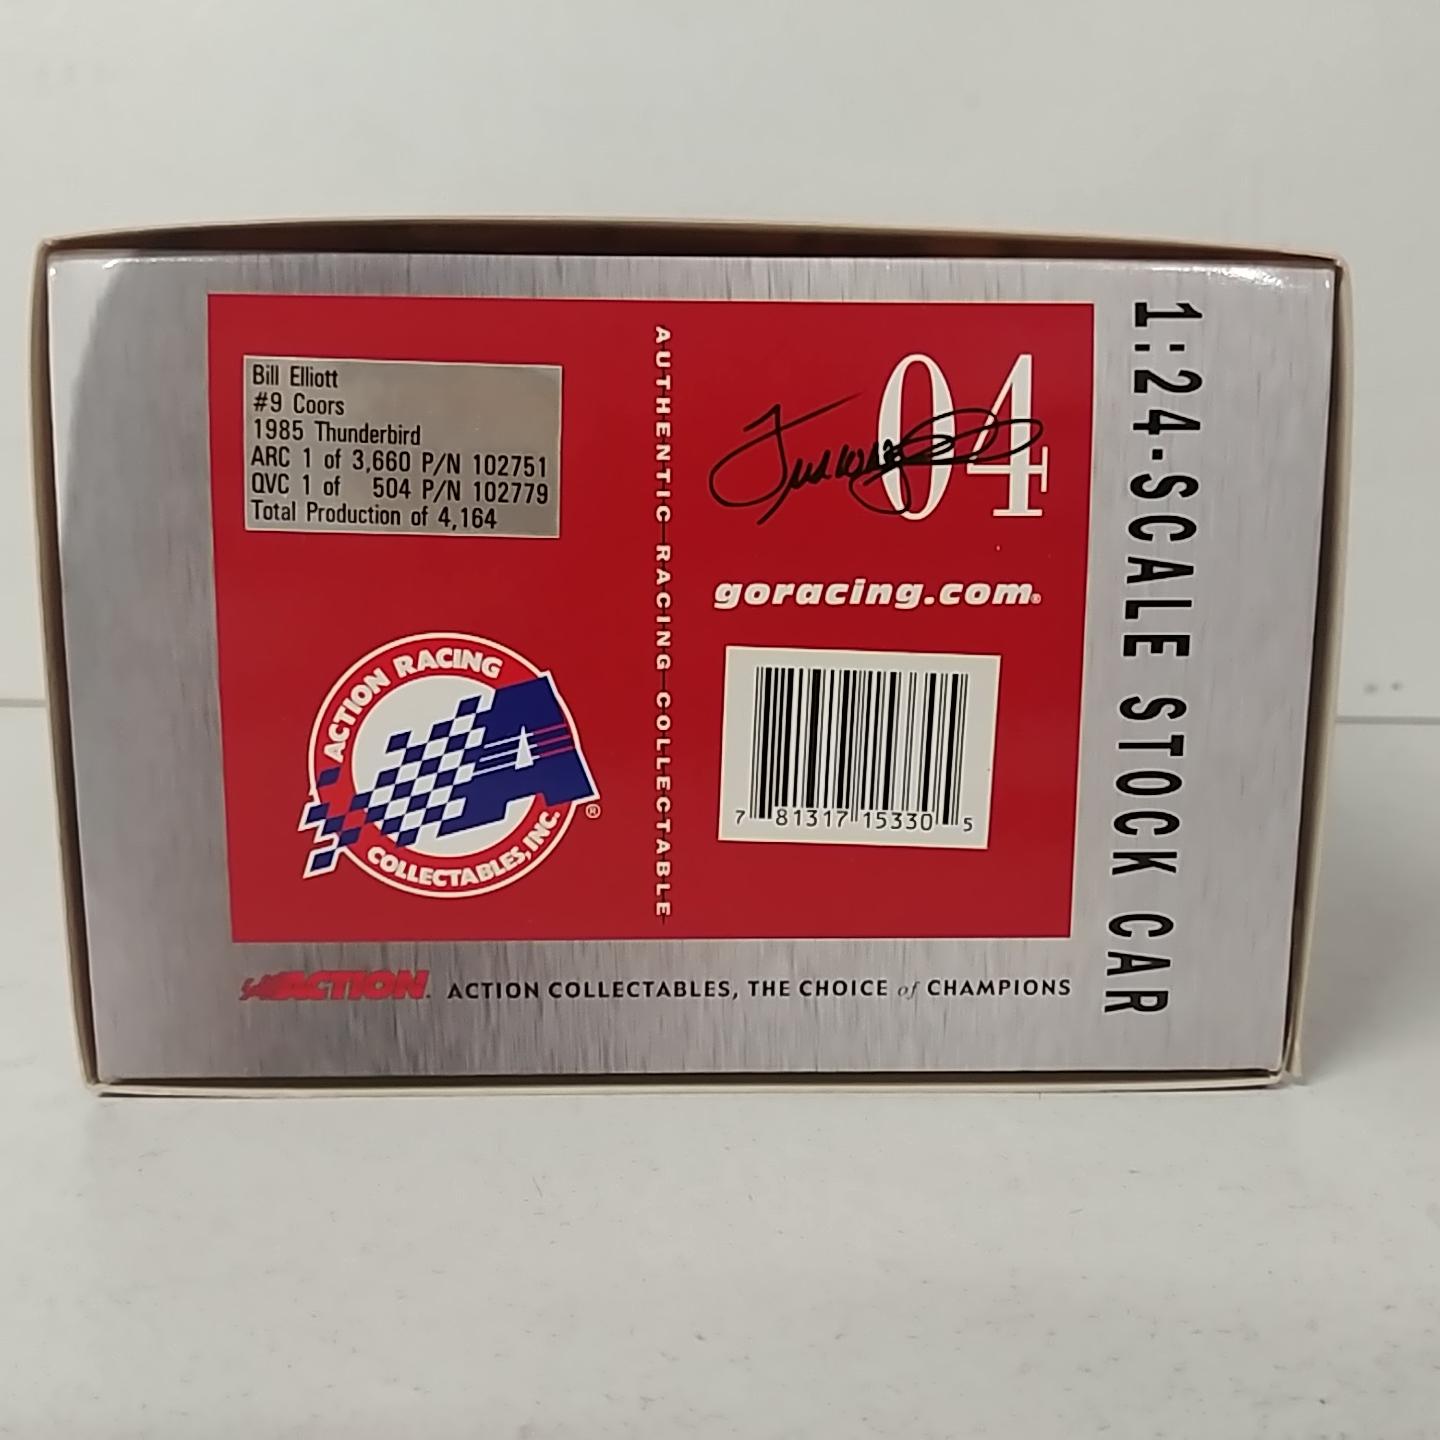 Bill Elliott
#9 Coors
1985 Thunderbird
ARC 1 of 3,660 P/N 102751
QVC 1 of 504 P/N 102779
Total Production of 4,164
ACTION RACING
COLLECTABLES, INC.
®
AUTHENTIC RACING COLLECTABLE
04
goracing.com®
7 81317 15330 5
1:24-SCALE STOCK CAR
ACTION. ACTION COLLECTABLES, THE CHOICE of CHAMPIONS